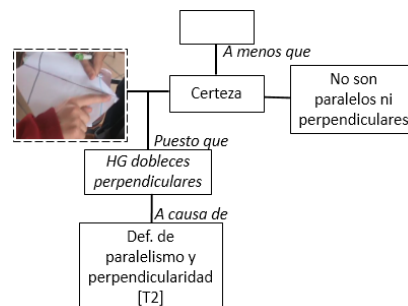 A menos que
Certeza
No son
paralelos ni
perpendiculares
Puesto que
HG dobleces
perpendiculares
A causa de
Def. de
paralelismo y
perpendicularidad
[T2]